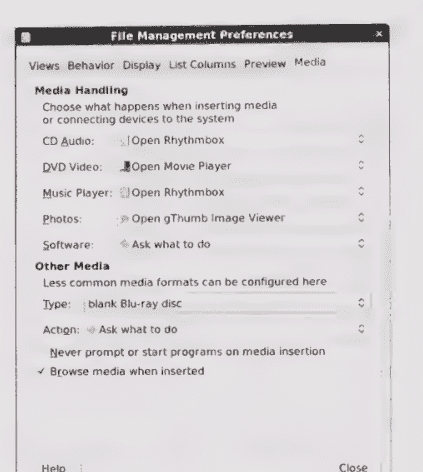 File Management Preferences
Views Behavior Display List Columns Preview Media
Media Handling
Choose what happens when inserting media
or connecting devices to the system
CD Audio: Open Rhythmbox
DVD Video: Open Movie Player
Music Player: Open Rhythmbox
Photos: Open gThumb Image Viewer
Software: Ask what to do
Other Media
Less common media formats can be configured here
Type: blank Blu-ray disc
Action: Ask what to do
Never prompt or start programs on media insertion
✓ Browse media when inserted
Help Close